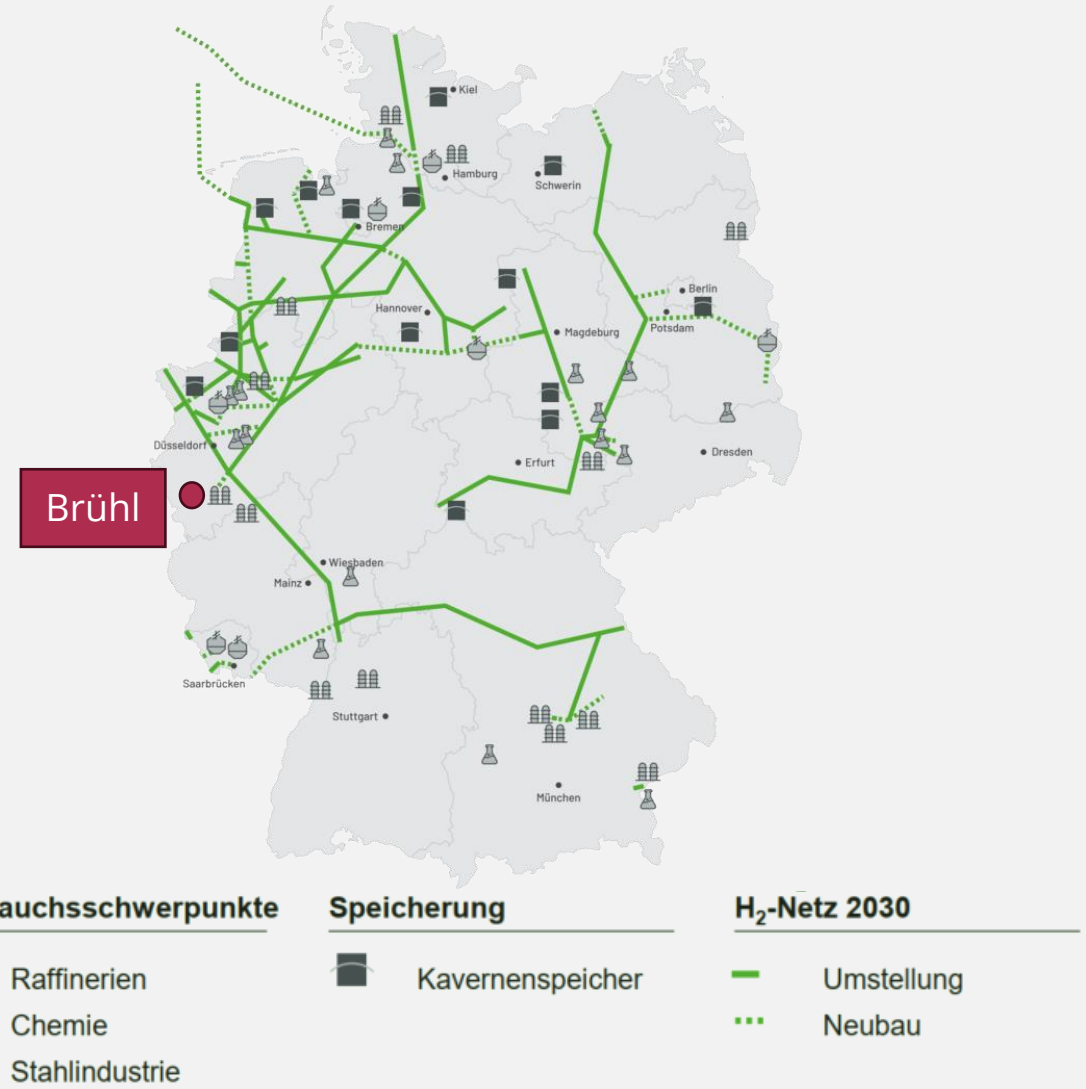 Kiel
Hamburg
Schwerin
Bremen
Berlin
Hannover
Potsdam
Magdeburg
Düsseldorf
Erfurt
Dresden
Brühl
Wiesbaden
Mainz
Saarbrücken
Stuttgart
München
auchsschwerpunkte
Raffinerien
Chemie
Stahlindustrie
Speicherung
Kavernenspeicher
H₂-Netz 2030
Umstellung
Neubau